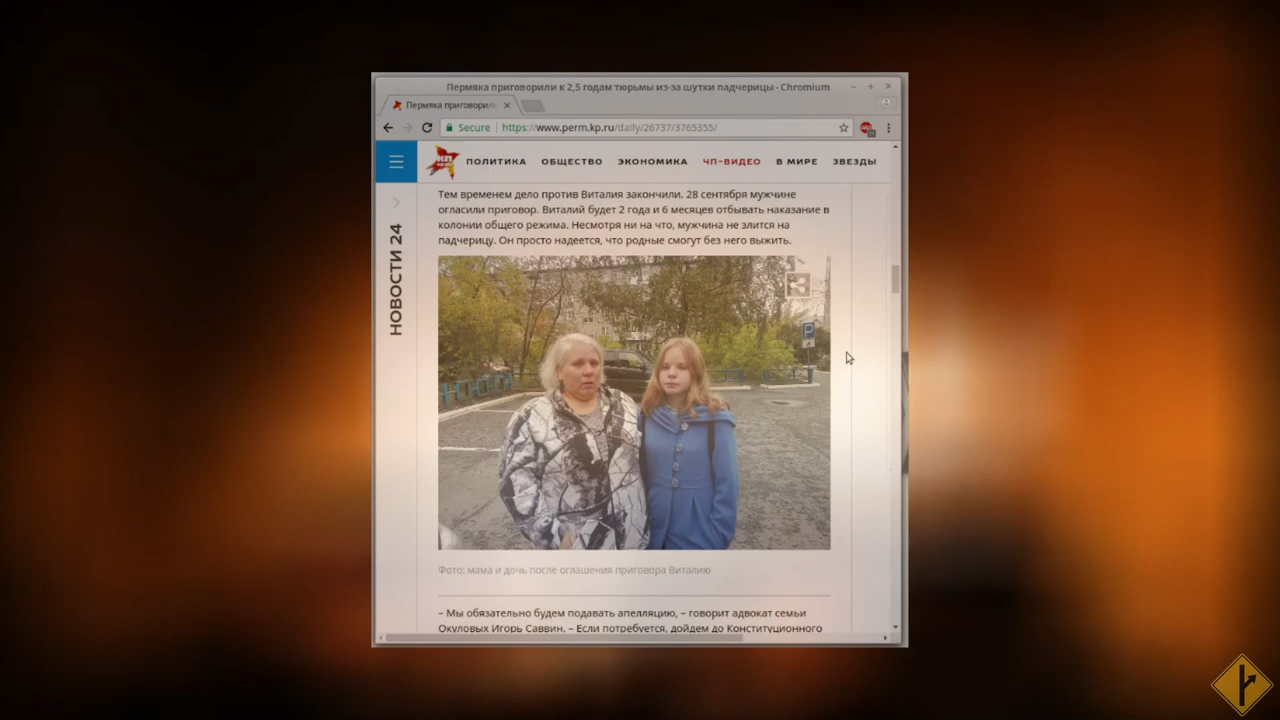 Пермяка приговорили к 2,5 годам тюрьмы из-за шутки падчерицы - Chromium
Пермяка приговорил
Secure https://www.perm.kp.ru/daily/26737/3765355/
КП
ПОЛИТИКА ОБЩЕСТВО ЭКОНОМИКА ЧП-ВИДЕО В МИРЕ ЗВЕЗДЫ
НОВОСТИ 24
Тем временем дело против Виталия закончили. 28 сентября мужчине
огласили приговор. Виталий будет 2 года и 6 месяцев отбывать наказание в
колонии общего режима. Несмотря ни на что, мужчина не злится на
падчерицу. Он просто надеется, что родные смогут без него выжить.
P
Фото: мама и дочь после оглашения приговора Виталию
– Мы обязательно будем подавать апелляцию, – говорит адвокат семьи
Окуловых Игорь Саввин. – Если потребуется, дойдем до Конституционного